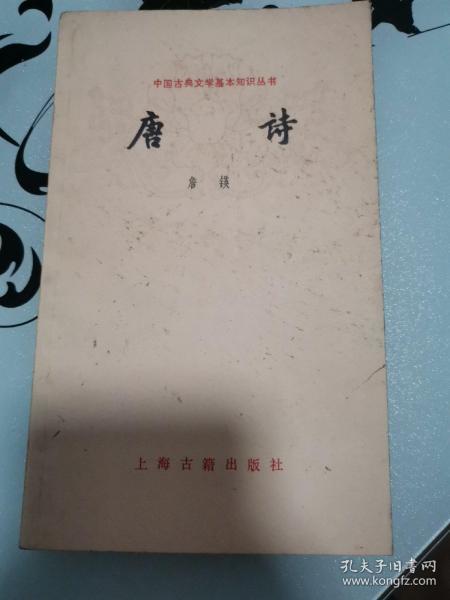 中国古典文学基本知识丛书
唐 诗
詹 锳
上海古籍出版社
孔夫子旧书网
www.kongfz.com